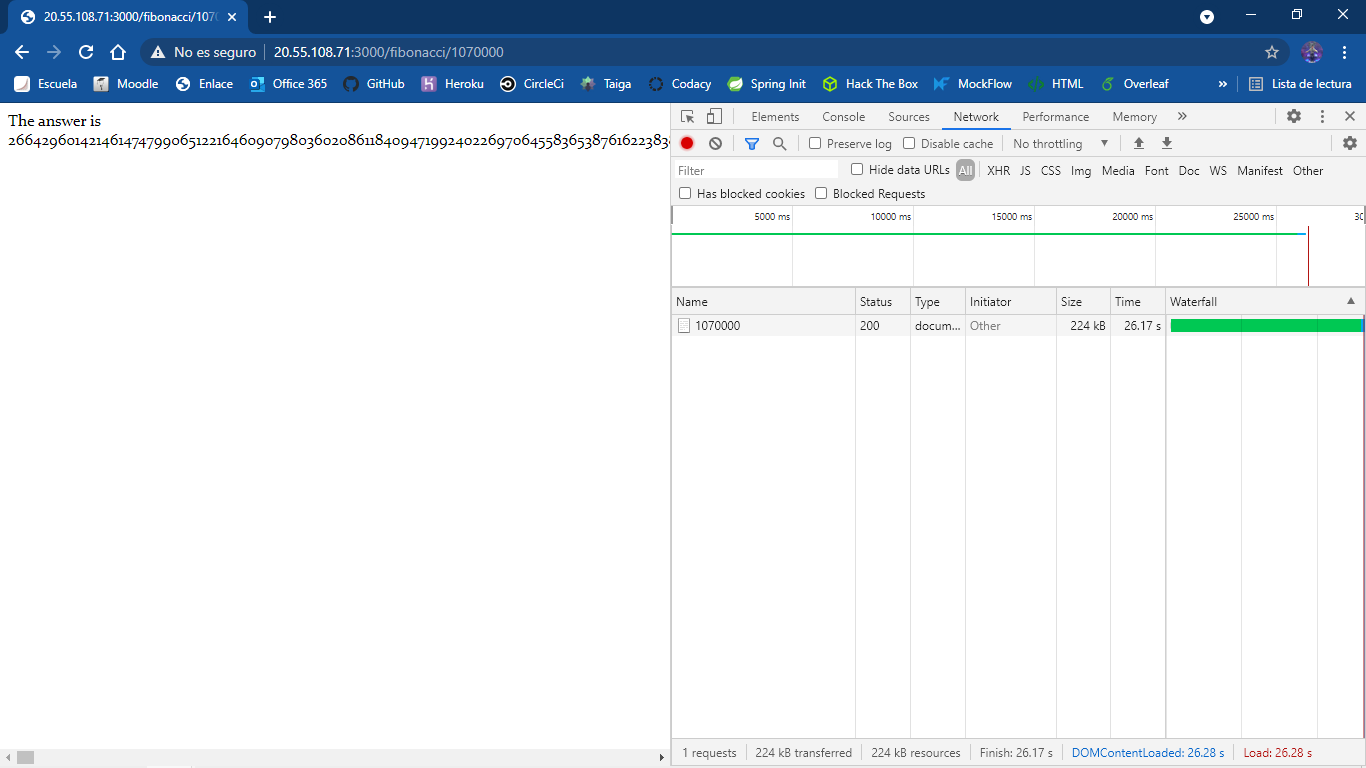 20.55.108.71:3000/fibonacci/1070
No es seguro 20.55.108.71:3000/fibonacci/1070000
Escuela Moodle Enlace Office 365 GitHub Heroku CircleCi Taiga Codacy Spring Init Hack The Box MockFlow HTML Overleaf » Lista de lectura
The answer is
Elements Console Sources Network Performance Memory »
Preserve log Disable cache No throttling
Filter Hide data URLs All XHR JS CSS Img Media Font Doc WS Manifest Other
Has blocked cookies Blocked Requests
5000 ms 10000 ms 15000 ms 20000 ms 25000 ms 30
Name Status Type Initiator Size Time Waterfall
1070000 200 docum... Other 224 kB 26.17 s
1 requests 224 kB transferred 224 kB resources Finish: 26.17 s DOMContentLoaded: 26.28 s Load: 26.28 s